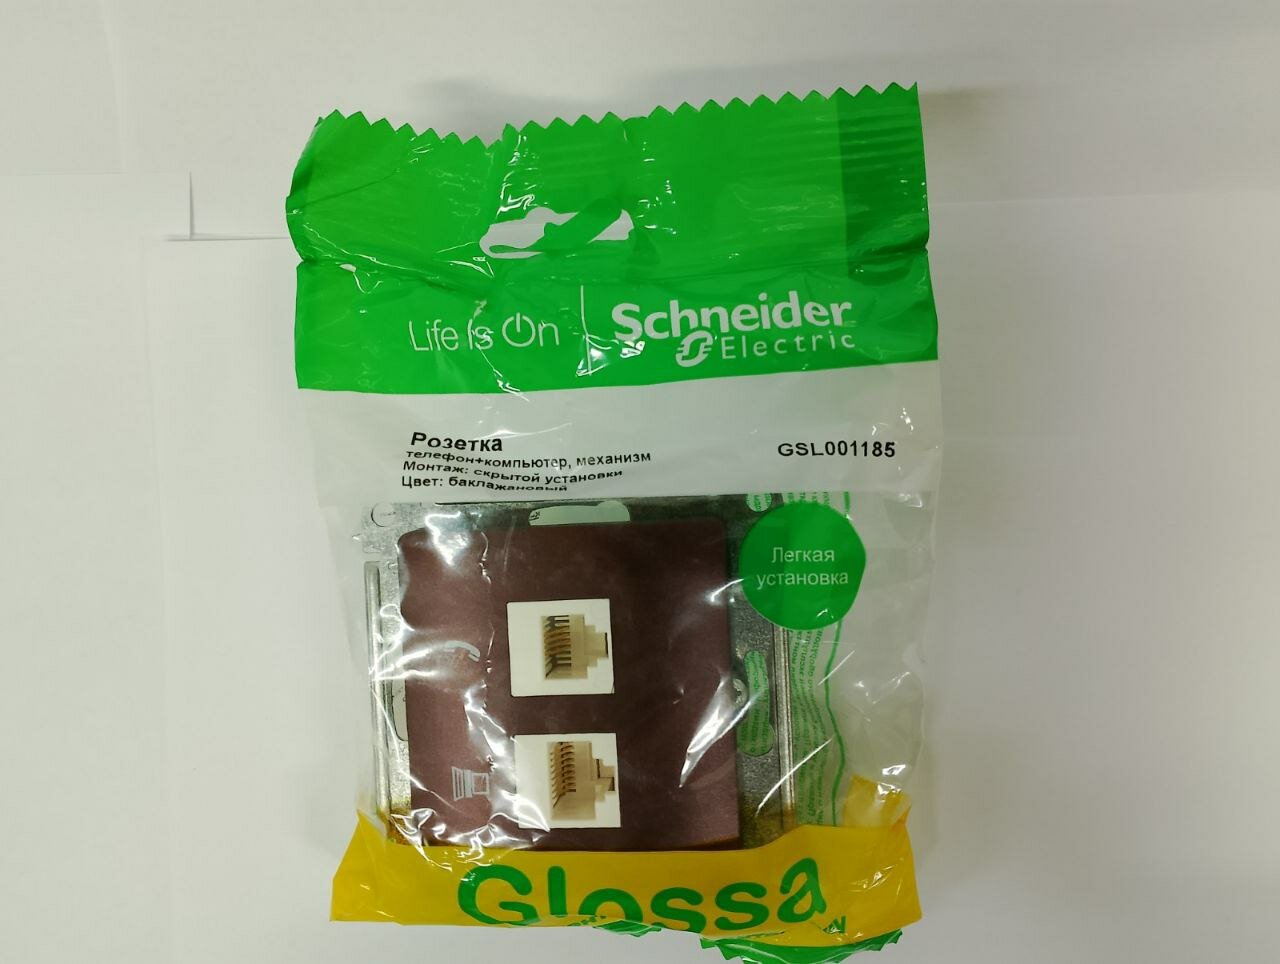 Life Is On
Schneider
Electric
Розетка
телефон+компьютер, механизм
Монтаж: скрытой установки
Цвет: баклажановый
GSL001185
Легкая
установка
Glossa